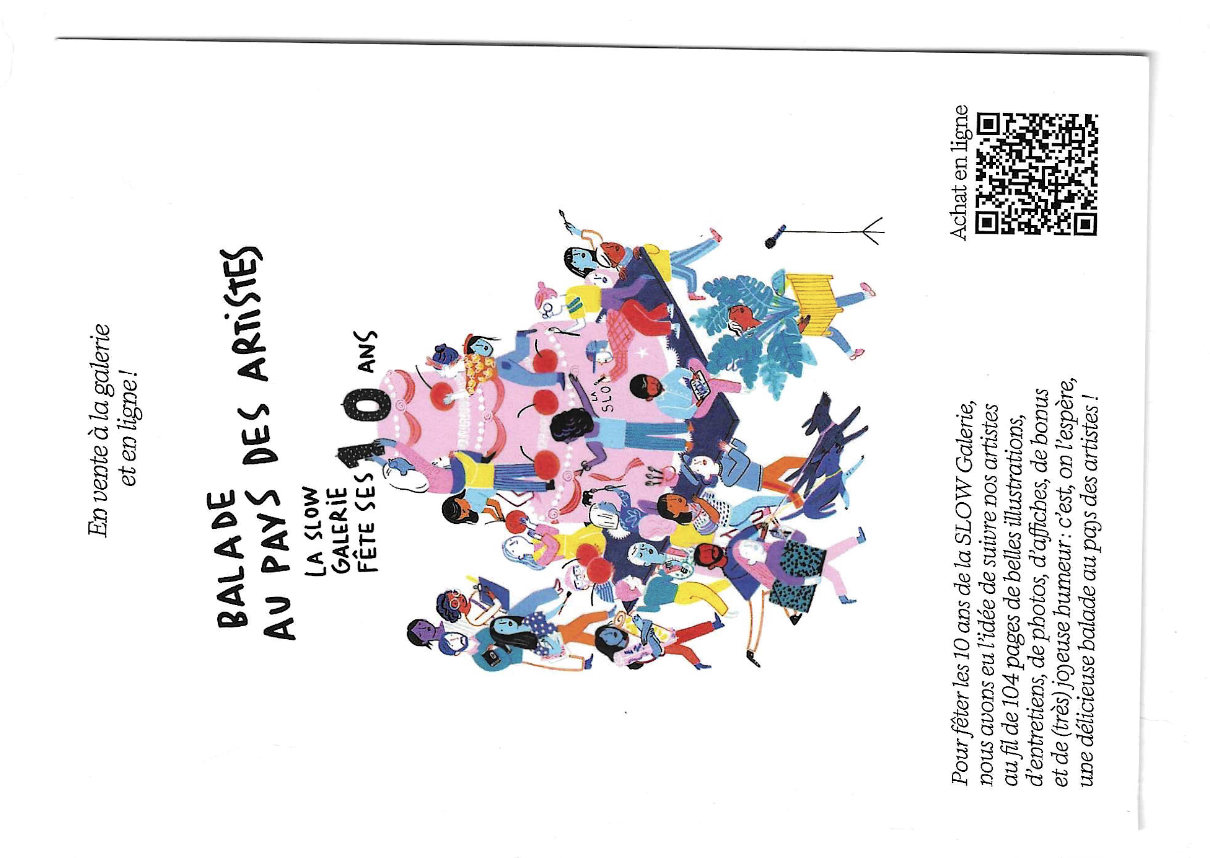 En vente à la galerie
et en ligne !
BALADE
AU PAYS DES ARTISTES
LA SLOW
GALERIE
FÊTE SES 10 ANS
LA
SLO
Pour fêter les 10 ans de la SLOW Galerie,
nous avons eu l'idée de suivre nos artistes
au fil de 104 pages de belles illustrations,
d'entretiens, de photos, d'affiches, de bonus
et de (très) joyeuse humeur : c'est, on l'espère,
une délicieuse balade au pays des artistes !
Achat en ligne